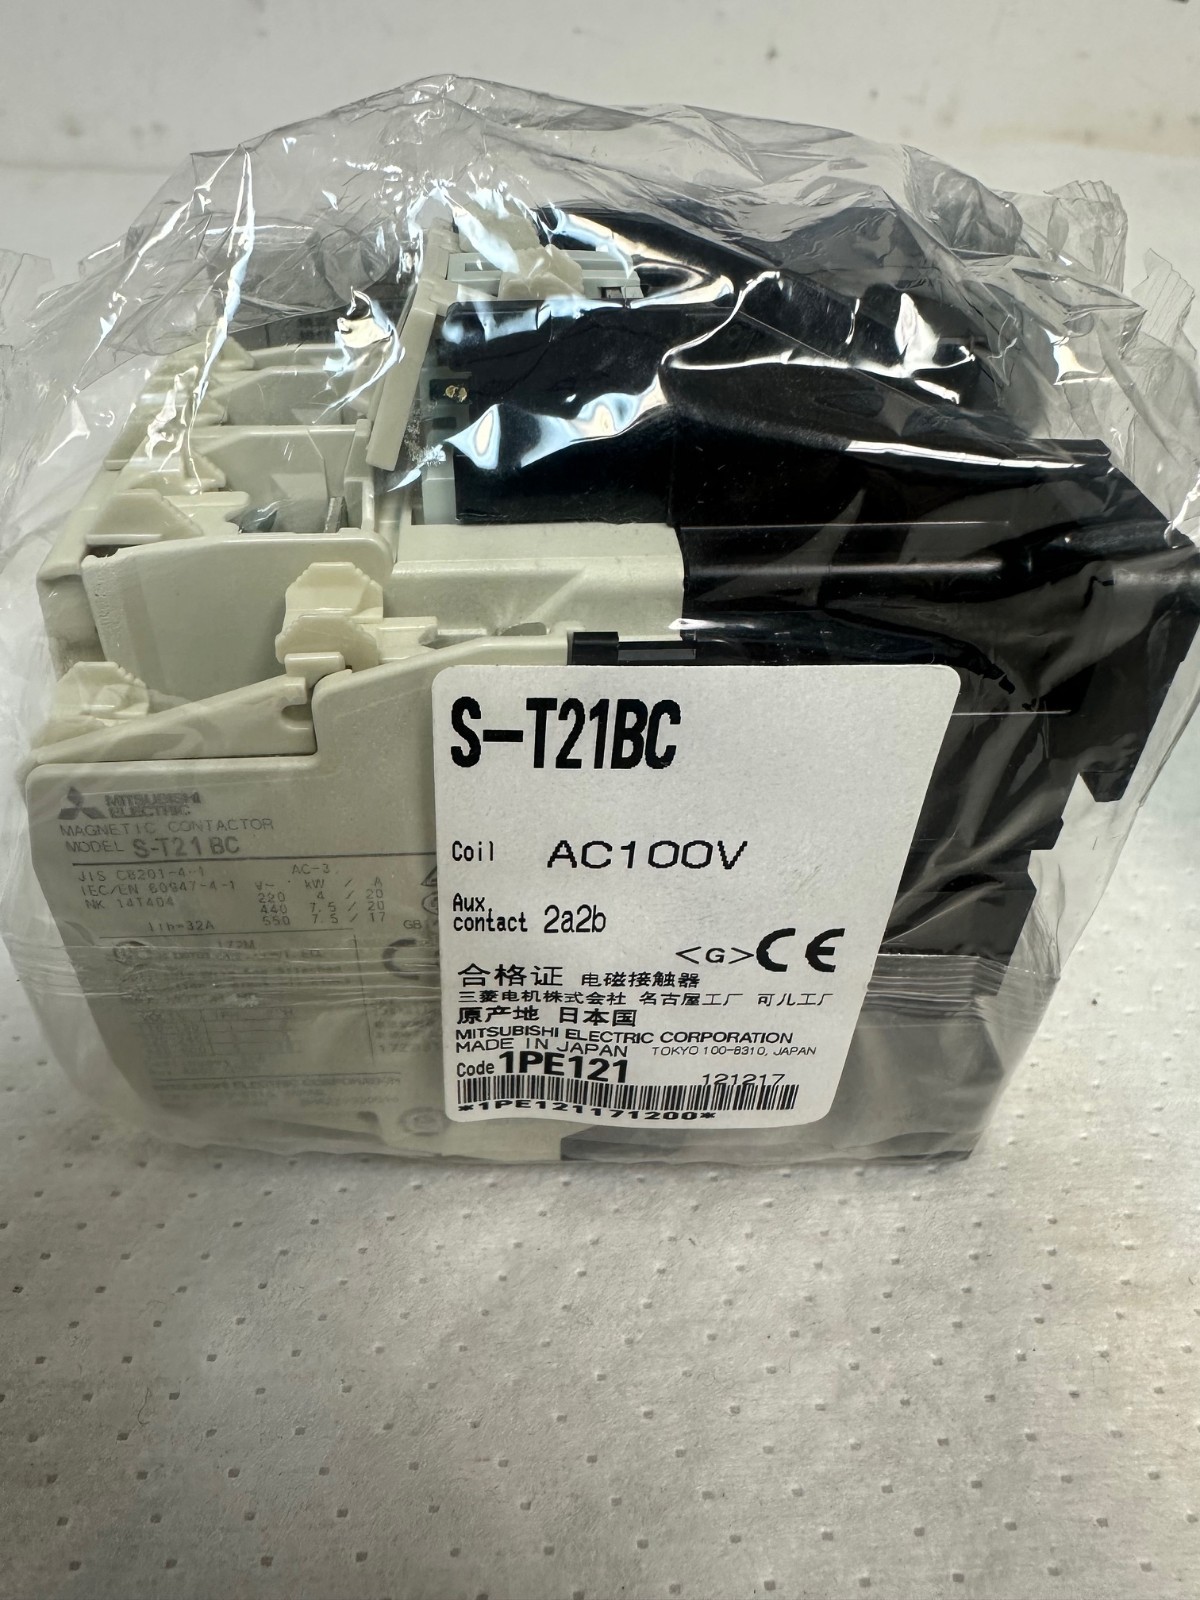 S-T21BC
Coil AC100V
Aux.
contact 2a2b
<G> CE
合格证 电磁接触器
三菱电机株式会社 名古屋工厂 可儿工厂
原产地 日本国
MITSUBISHI ELECTRIC CORPORATION
MADE IN JAPAN TOKYO 100-8310, JAPAN
Code 1PE121 121217
*1PE121171200*
MITSUBISHI
ELECTRIC
MAGNETIC CONTACTOR
MODEL S-T21BC
JIS C8201-4-1 AC-3
IEC/EN 60947-4-1 V~ kW / A
NK 14T404 220 4 / 20
440 7.5 / 20
550 7.5 / 17
Ith=32A